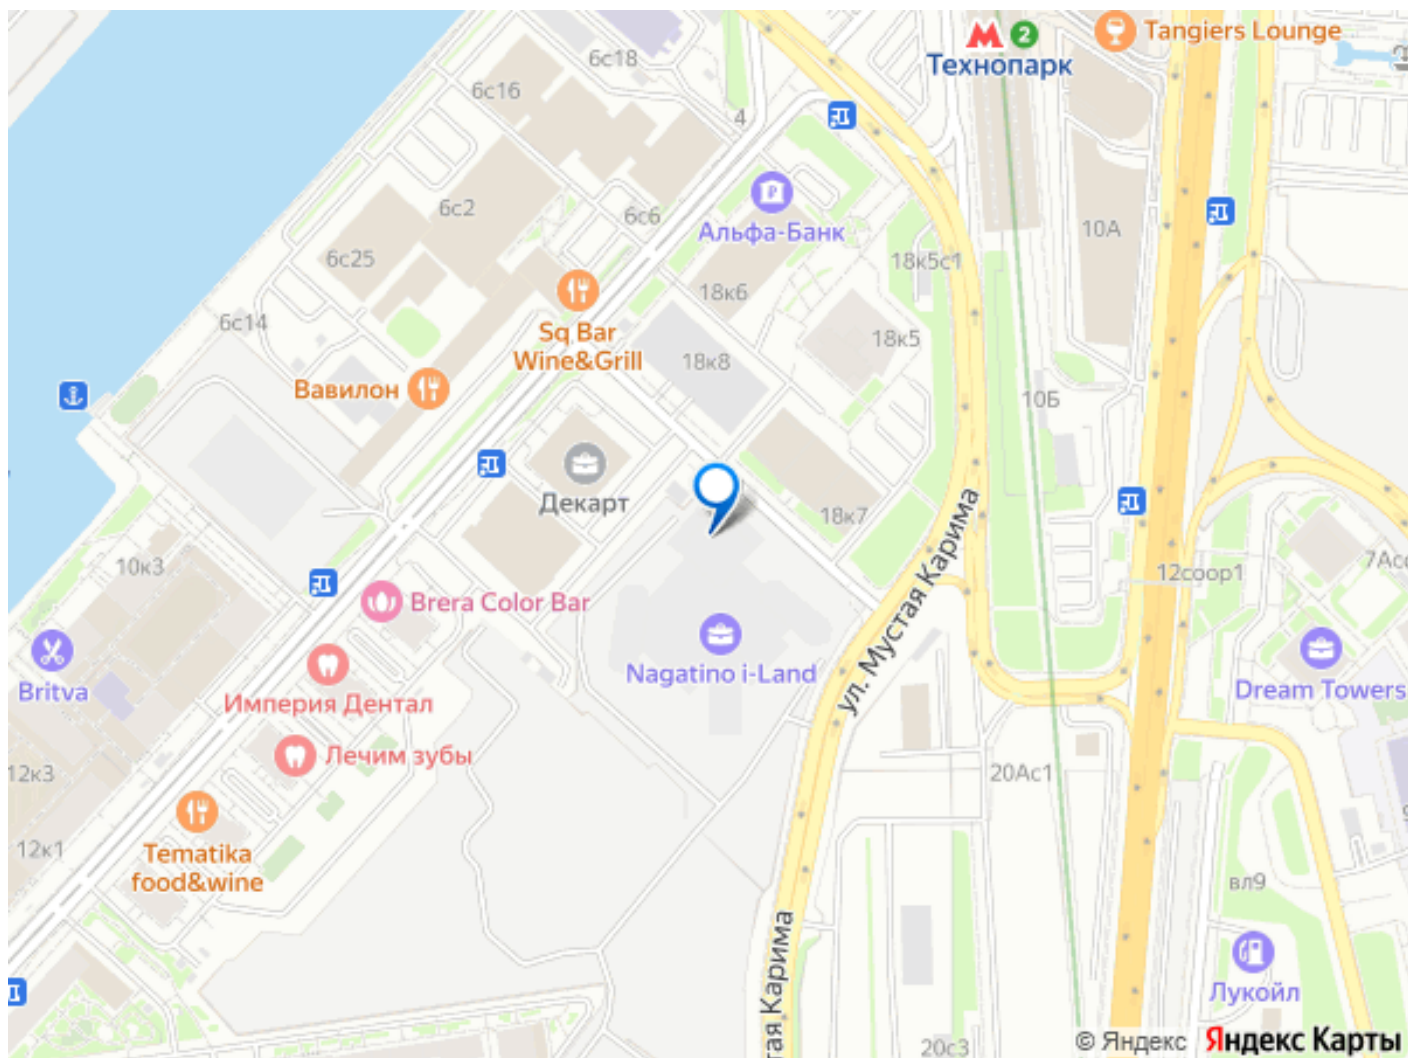 6с18
2
Tangiers Lounge
Технопарк
6с16
4
6с2
6с6
Альфа-Банк
10А
6с25
18к5с1
18к6
6с14
Sq Bar
Wine&Grill
18к5
18к8
Вавилон
10Б
Декарт
18к7
ул. Мустая Карима
10к3
12соор1
Brera Color Bar
Nagatino i-Land
Britva
Империя Дентал
Dream Towers
Лечим зубы
12к3
20Ас1
12к1
Tematika
food&wine
вл9
Лукойл
20с3
© Яндекс
Яндекс Карты